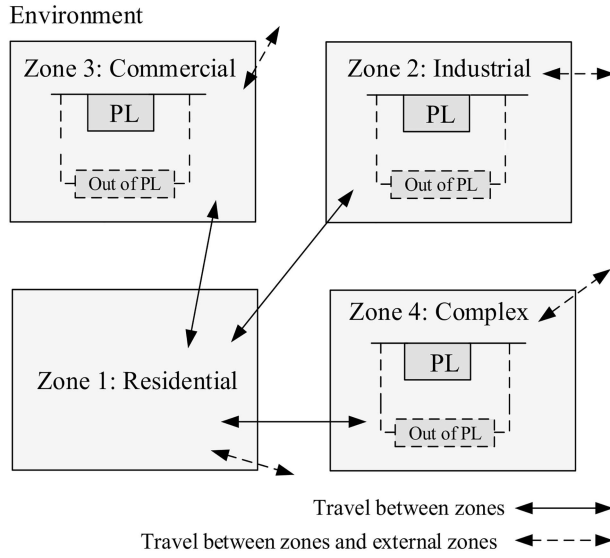 Environment
Zone 3: Commercial
PL
Out of PL
Zone 2: Industrial
PL
Out of PL
Zone 1: Residential
Zone 4: Complex
PL
Out of PL
Travel between zones
Travel between zones and external zones